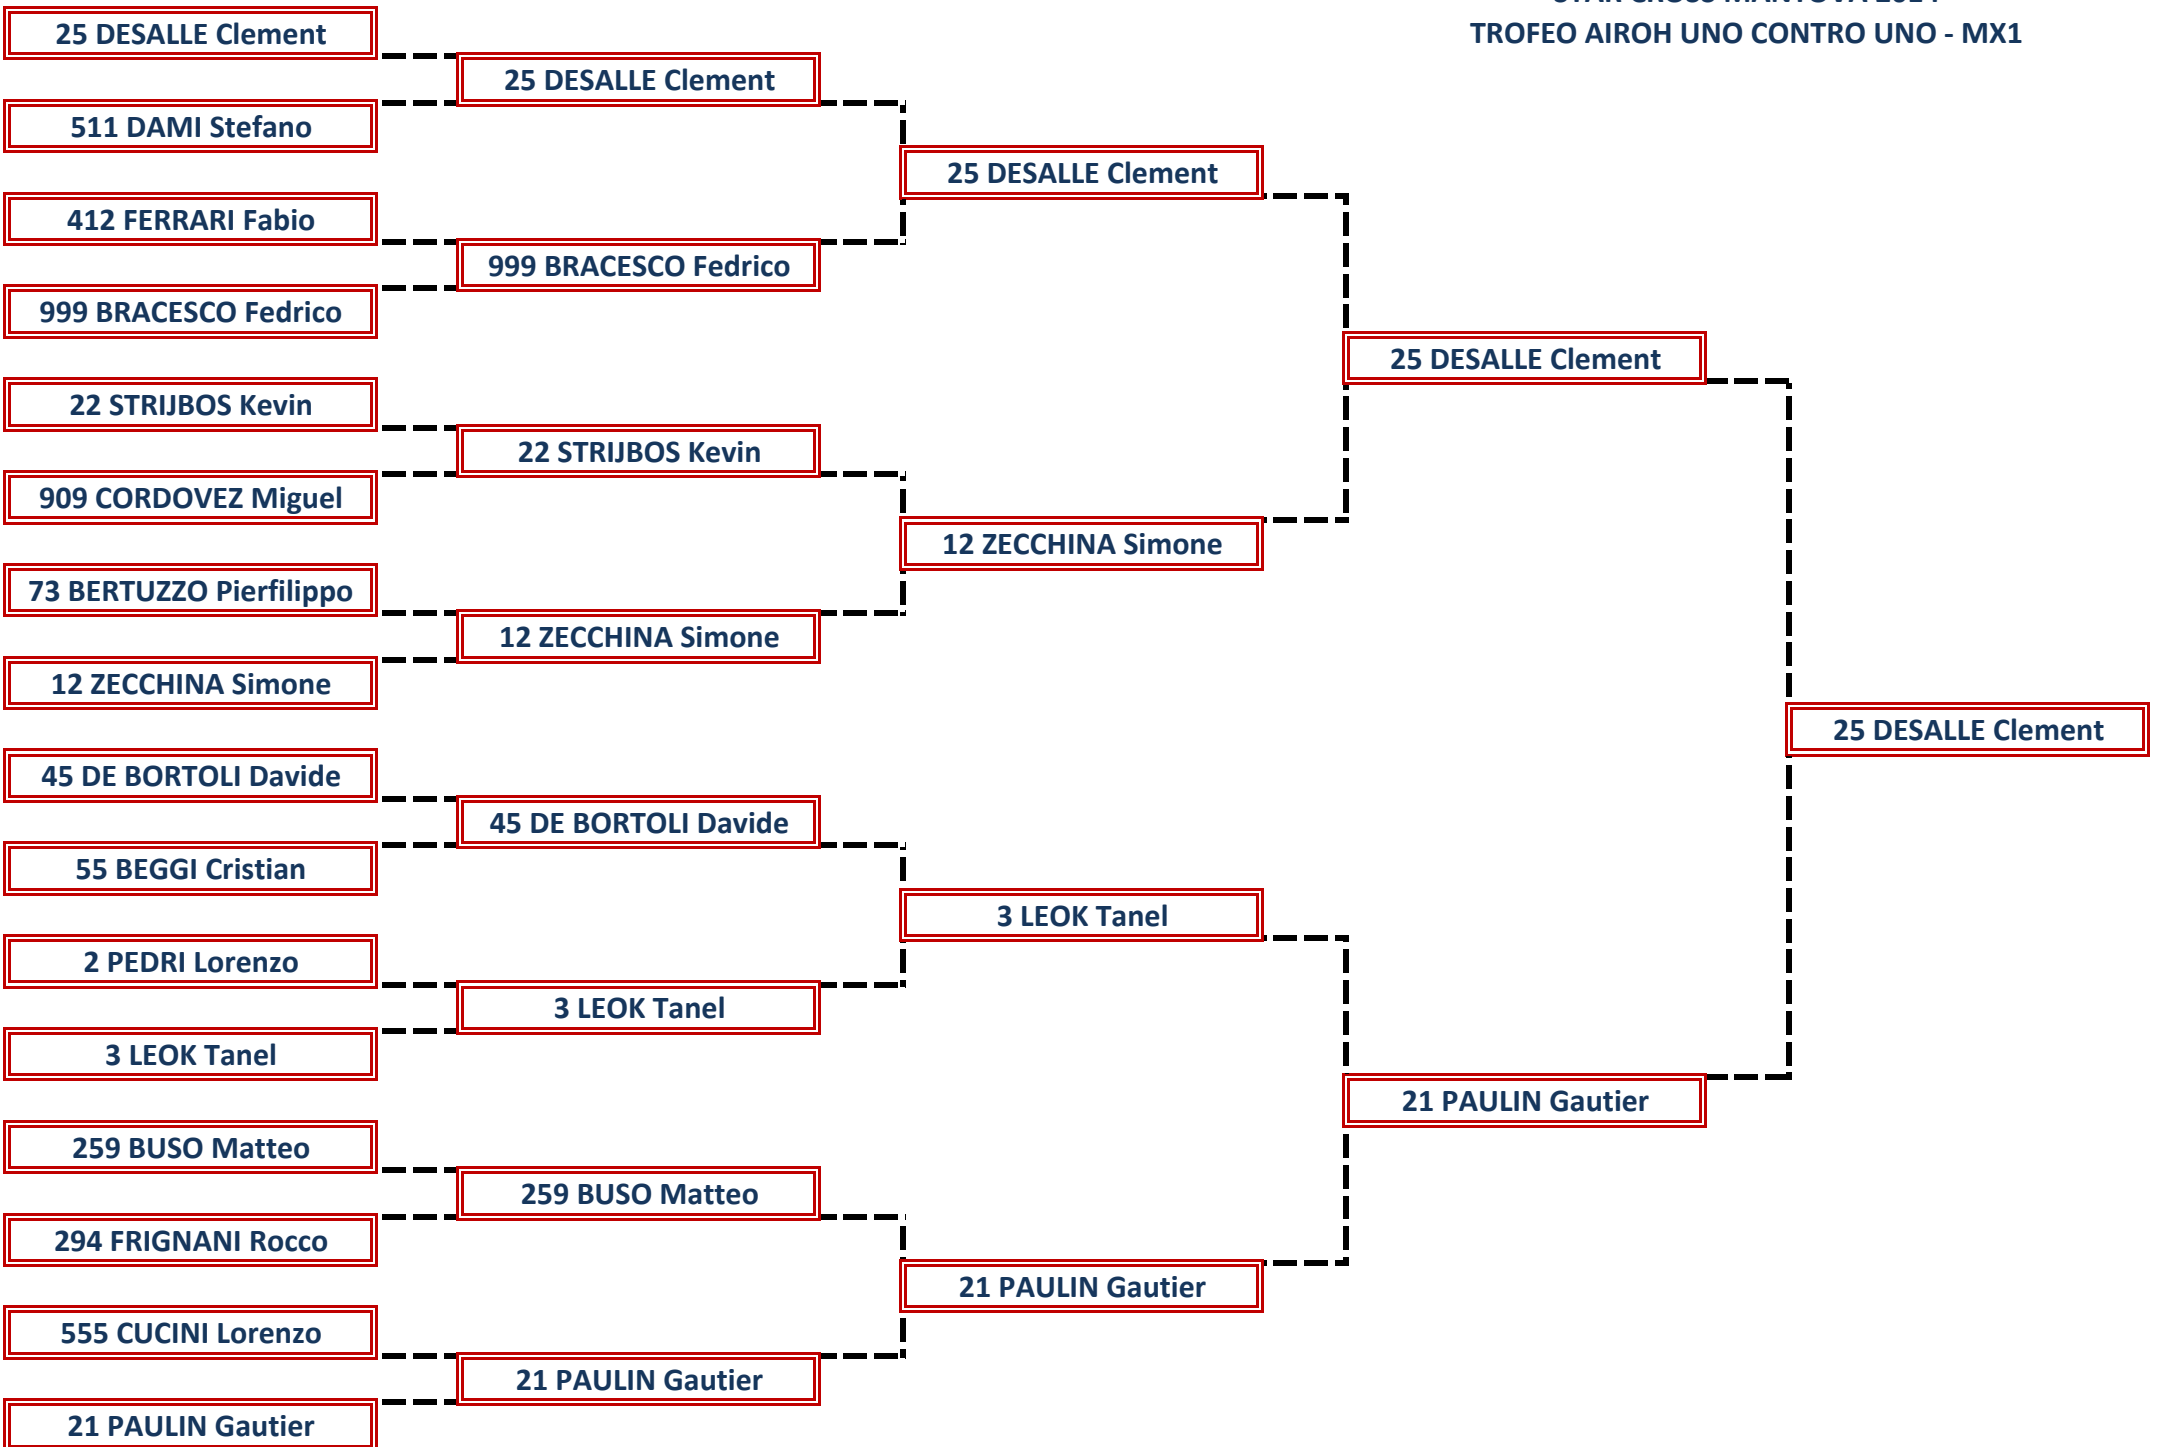 STAR CROSS MANTOVA 2014
TROFEO AIROH UNO CONTRO UNO - MX1
25 DESALLE Clement
511 DAMI Stefano
412 FERRARI Fabio
999 BRACESCO Fedrico
22 STRIJBOS Kevin
909 CORDOVEZ Miguel
73 BERTUZZO Pierfilippo
12 ZECCHINA Simone
45 DE BORTOLI Davide
55 BEGGI Cristian
2 PEDRI Lorenzo
3 LEOK Tanel
259 BUSO Matteo
294 FRIGNANI Rocco
555 CUCINI Lorenzo
21 PAULIN Gautier
25 DESALLE Clement
999 BRACESCO Fedrico
22 STRIJBOS Kevin
12 ZECCHINA Simone
45 DE BORTOLI Davide
3 LEOK Tanel
259 BUSO Matteo
21 PAULIN Gautier
25 DESALLE Clement
12 ZECCHINA Simone
3 LEOK Tanel
21 PAULIN Gautier
25 DESALLE Clement
21 PAULIN Gautier
25 DESALLE Clement